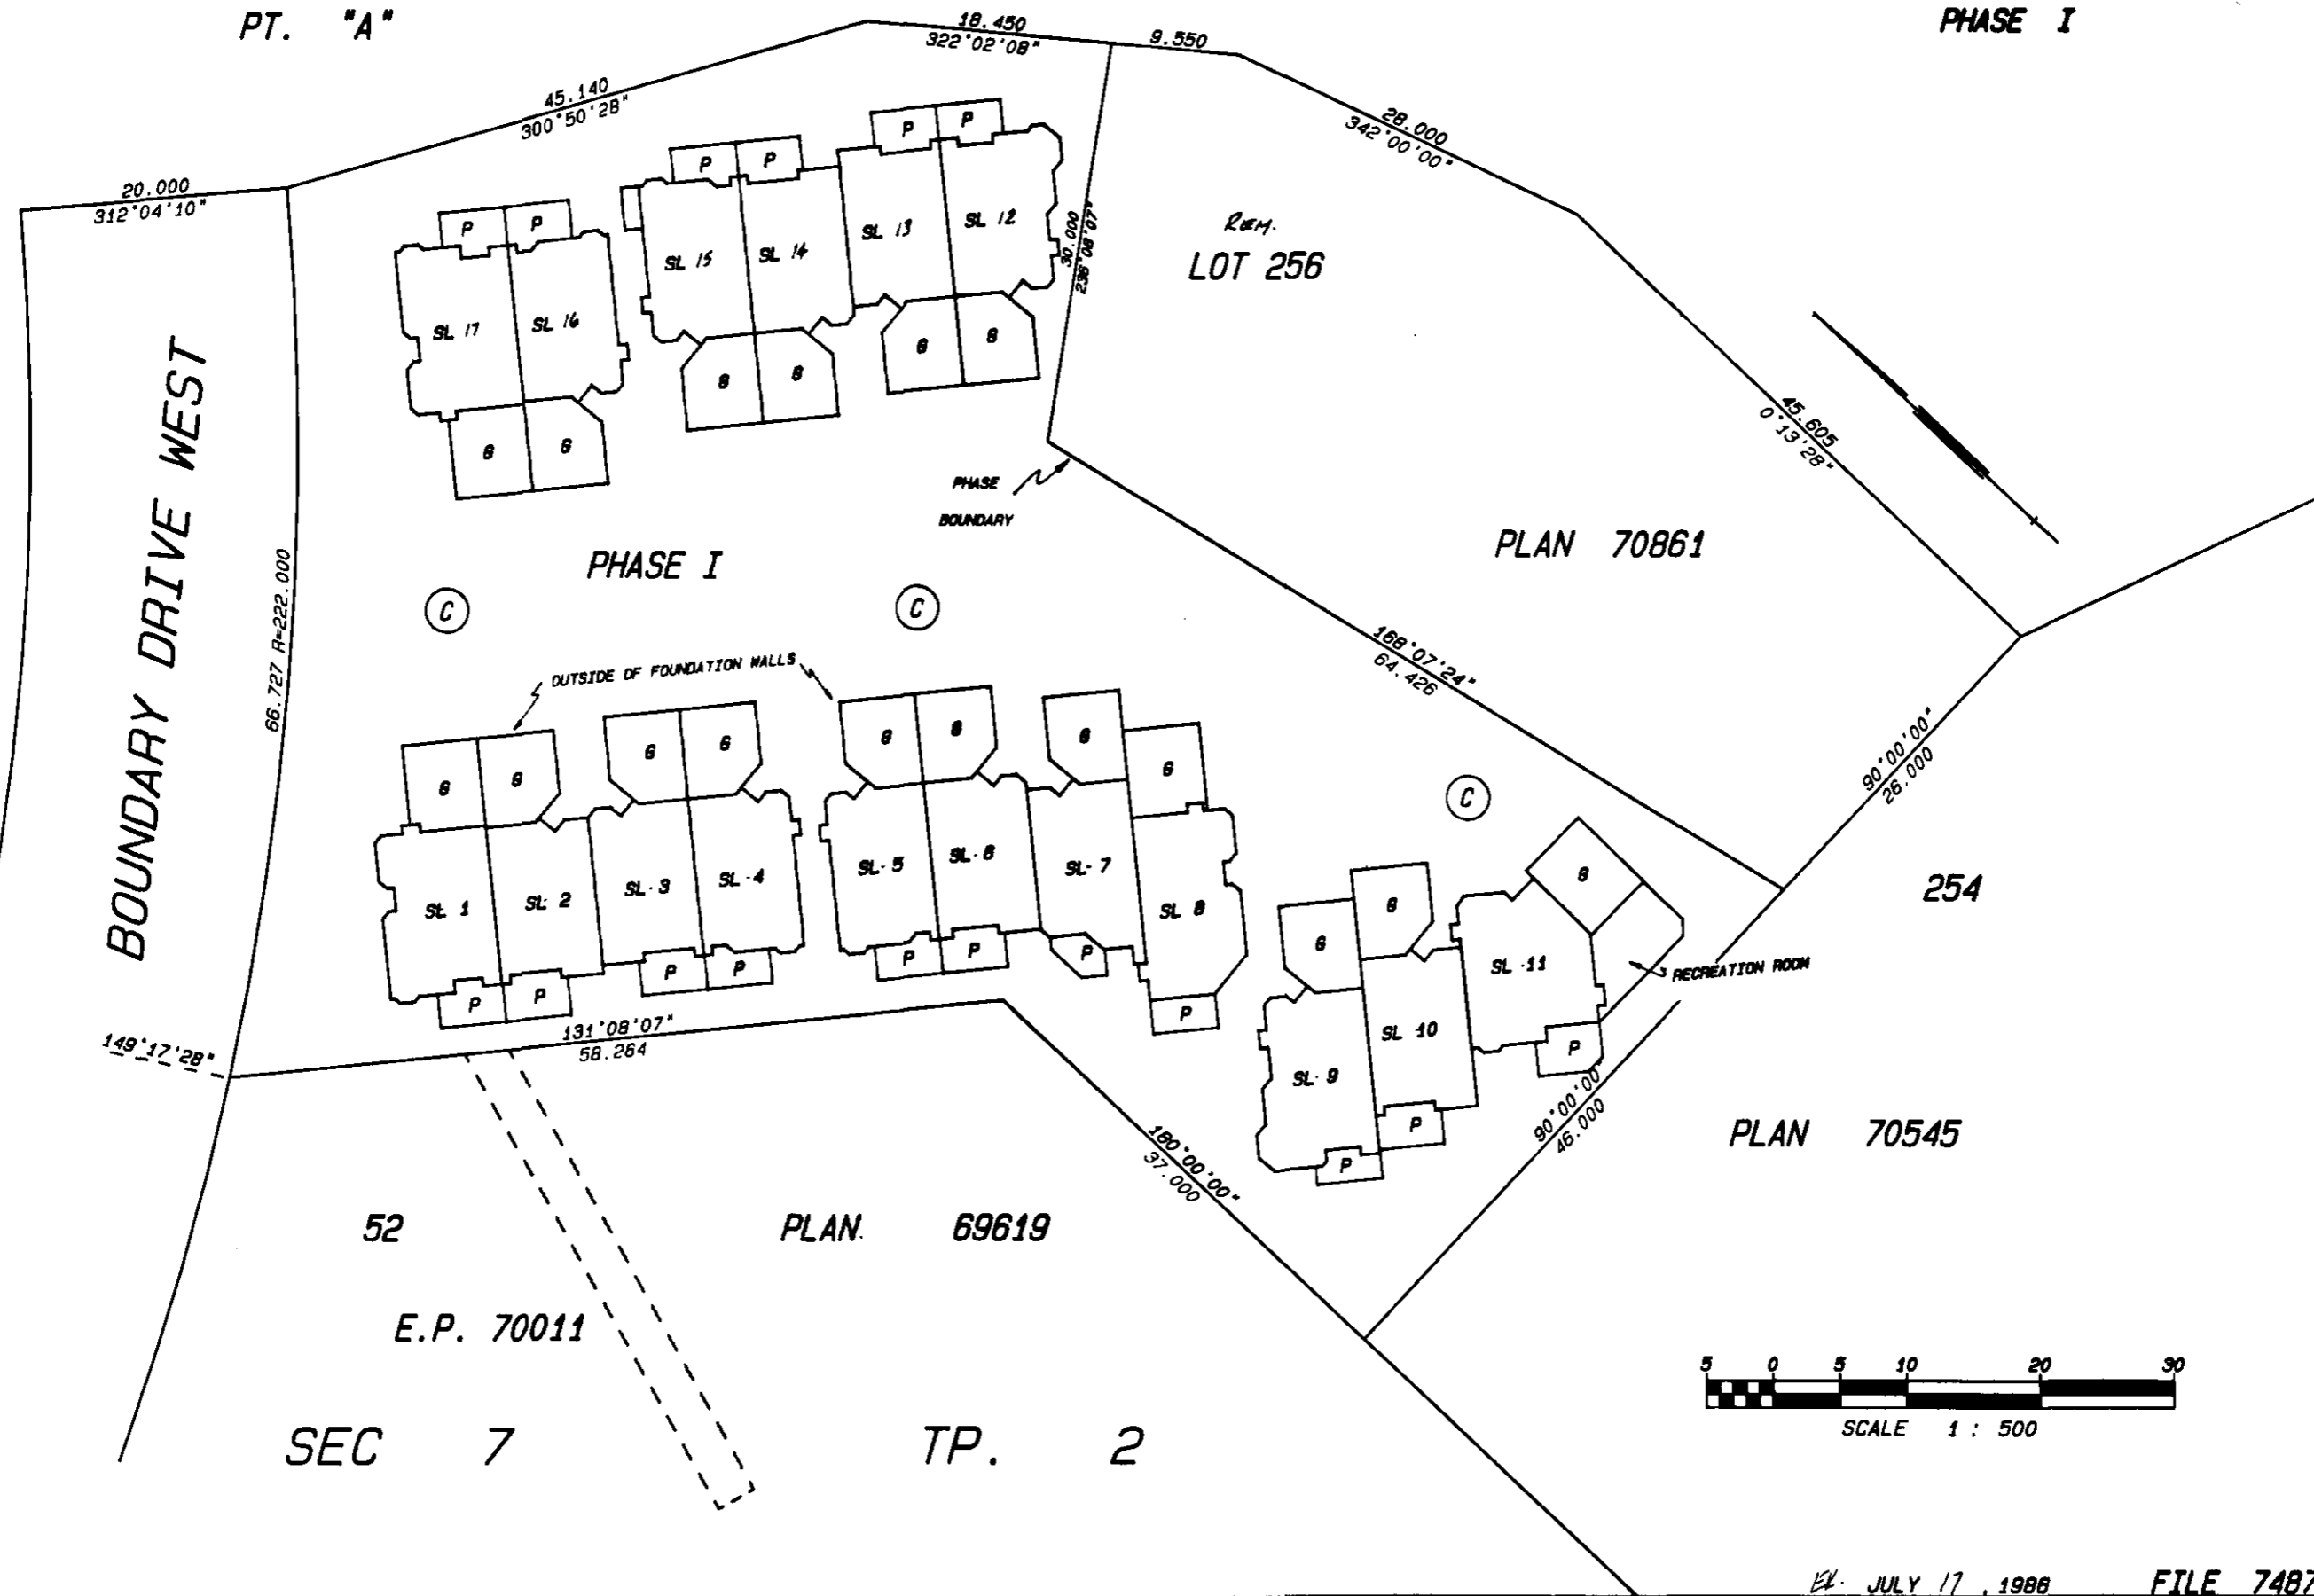 PT. "A"
PHASE I
18.450
322°02'08"
9.550
45.140
300°50'28"
28.000
342°00'00"
20.000
312°04'10"
P P
P P
P P
SL 17
SL 16
SL 15
SL 14
SL 13
SL 12
30.000
236°08'07"
REM.
LOT 256
G G
G G
G G
45.605
0°13'28"
PHASE
BOUNDARY
BOUNDARY DRIVE WEST
66.727 R=222.000
PHASE I
PLAN 70861
C C
168°07'24"
64.426
OUTSIDE OF FOUNDATION WALLS
G G G G G G G G
90°00'00"
26.000
C
SL 1
SL 2
SL 3
SL 4
SL 5
SL 6
SL 7
SL 8
G G G
254
SL 9
SL 10
SL 11
RECREATION ROOM
P P P P P P P P
P P P
149°17'28"
131°08'07"
58.264
180°00'00"
37.000
90°00'00"
46.000
PLAN 70545
52 PLAN 69619
E.P. 70011
5 0 5 10 20 30
SCALE 1 : 500
SEC 7 TP. 2
JULY 17, 1986 FILE 7487